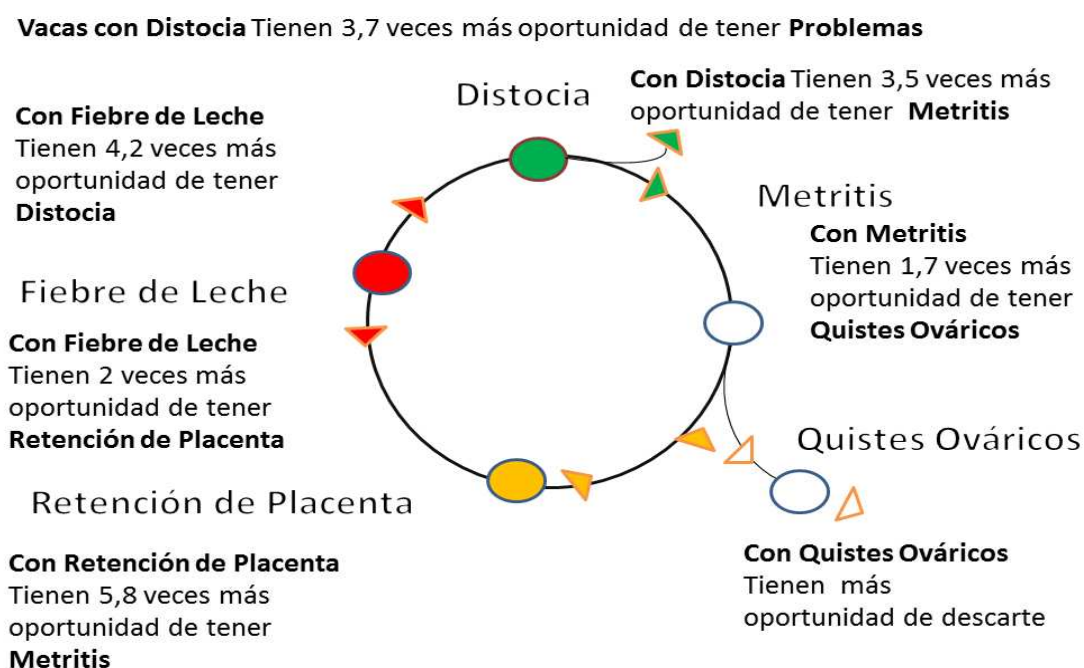 Vacas con Distocia Tienen 3,7 veces más oportunidad de tener Problemas
Distocia
Con Distocia Tienen 3,5 veces más
oportunidad de tener Metritis
Con Fiebre de Leche
Tienen 4,2 veces más
oportunidad de tener
Distocia
Metritis
Con Metritis
Tienen 1,7 veces más
oportunidad de tener
Quistes Ováricos
Fiebre de Leche
Con Fiebre de Leche
Tienen 2 veces más
oportunidad de tener
Retención de Placenta
Quistes Ováricos
Con Quistes Ováricos
Tienen más
oportunidad de descarte
Retención de Placenta
Con Retención de Placenta
Tienen 5,8 veces más
oportunidad de tener
Metritis